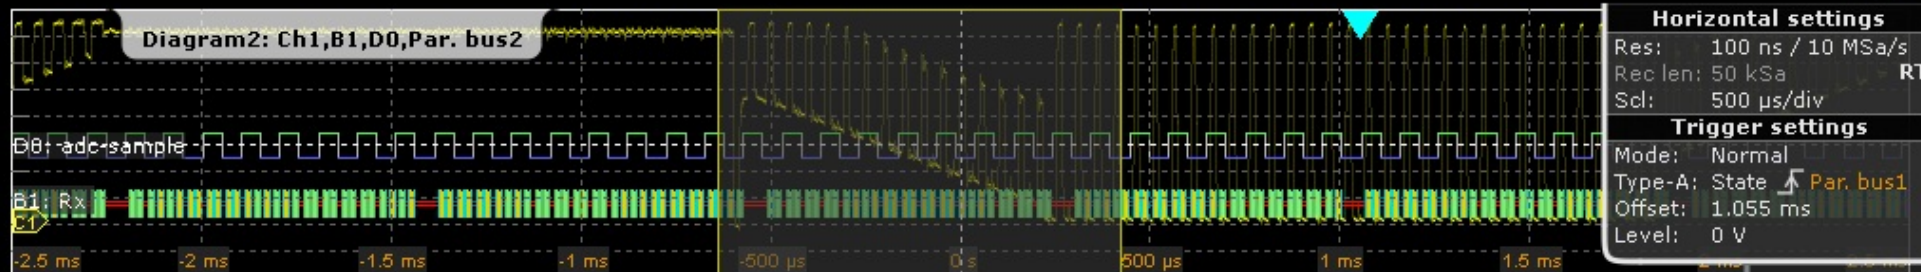 Diagram2: Ch1,B1,D0,Par. bus2
D0: adc-sample
B1: Rx
C1
-2.5 ms -2 ms -1.5 ms -1 ms -500 µs 0 s 500 µs 1 ms 1.5 ms
Horizontal settings
Res: 100 ns / 10 MSa/s
Rec len: 50 kSa RT
Scl: 500 µs/div
Trigger settings
Mode: Normal
Type-A: State Par. bus1
Offset: 1.055 ms
Level: 0 V